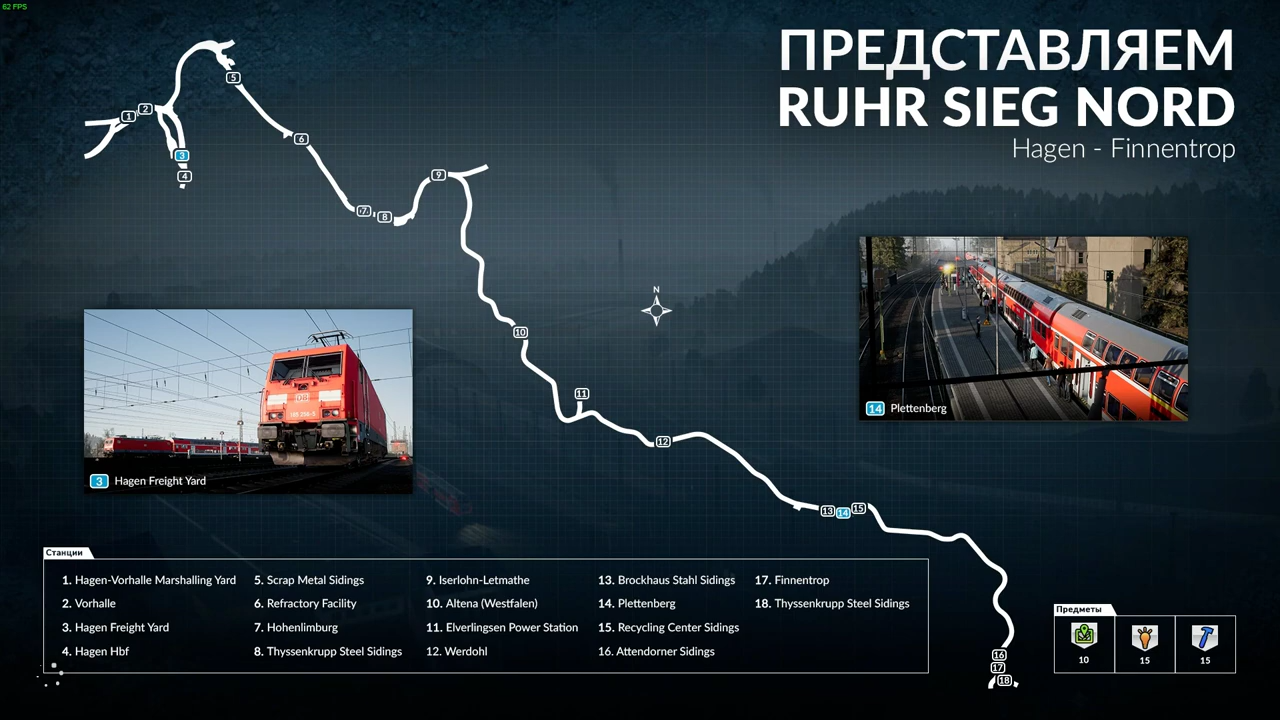 62 FPS
ПРЕДСТАВЛЯЕМ
RUHR SIEG NORD
Hagen - Finnentrop
1
2
3
4
5
6
7
8
9
10
11
12
13
14
15
16
17
18
N
DB
3 Hagen Freight Yard
14 Plettenberg
Станции
1. Hagen-Vorhalle Marshalling Yard
2. Vorhalle
3. Hagen Freight Yard
4. Hagen Hbf
5. Scrap Metal Sidings
6. Refractory Facility
7. Hohenlimburg
8. Thyssenkrupp Steel Sidings
9. Iserlohn-Letmathe
10. Altena (Westfalen)
11. Elverlingsen Power Station
12. Werdohl
13. Brockhaus Stahl Sidings
14. Plettenberg
15. Recycling Center Sidings
16. Attendorner Sidings
17. Finnentrop
18. Thyssenkrupp Steel Sidings
Предметы
10
15
15